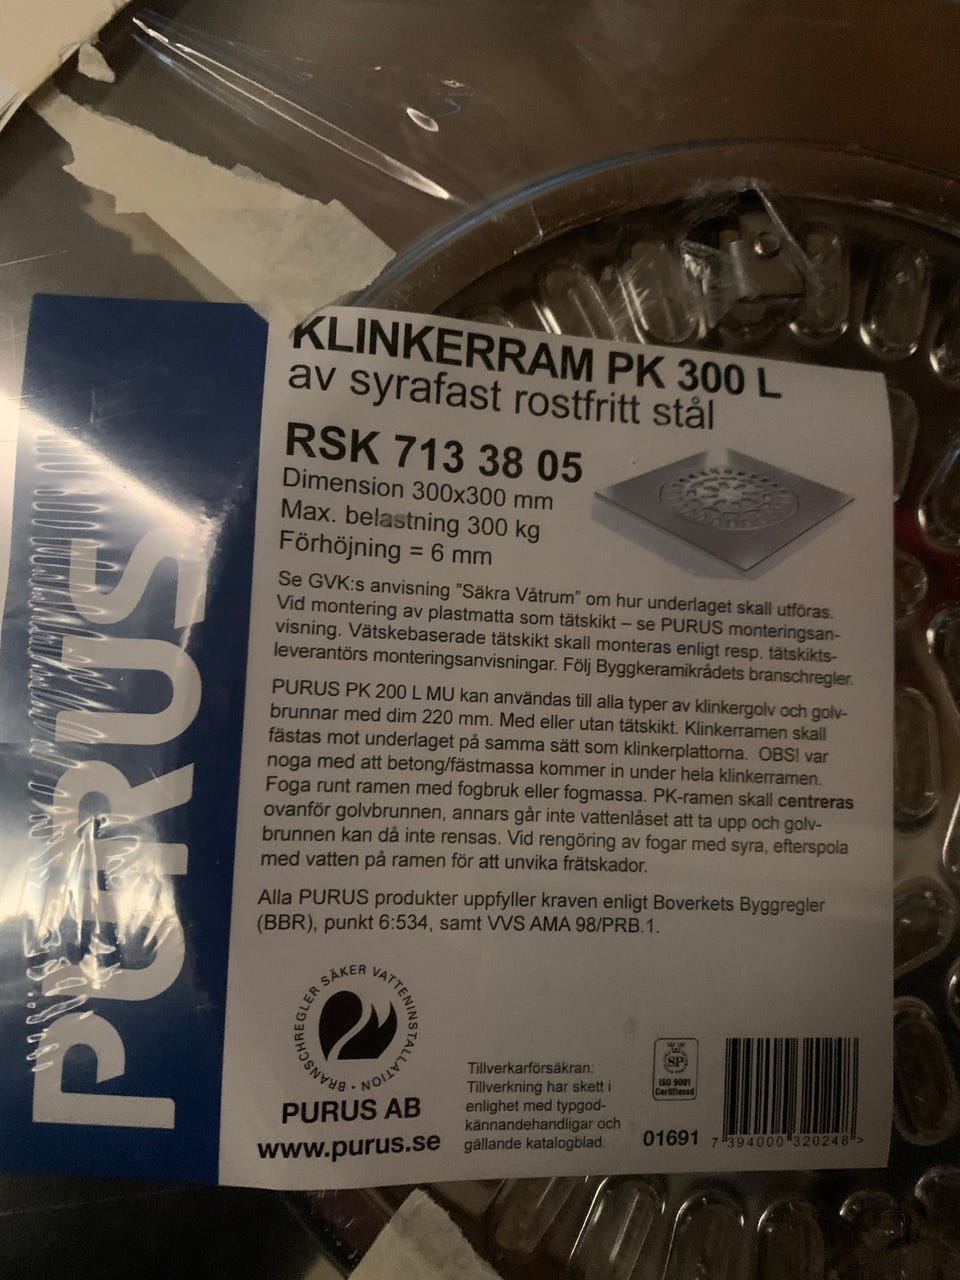 PURUS
KLINKERRAM PK 300 L
av syrafast rostfritt stål
RSK 713 38 05
Dimension 300x300 mm
Max. belastning 300 kg
Förhöjning = 6 mm
Se GVK:s anvisning ”Säkra Våtrum” om hur underlaget skall utföras.
Vid montering av plastmatta som tätskikt – se PURUS monteringsan-
visning. Vätskebaserade tätskikt skall monteras enligt resp. tätskikts-
leverantörs monteringsanvisningar. Följ Byggkeramikrådets branschregler.
PURUS PK 200 L MU kan användas till alla typer av klinkergolv och golv-
brunnar med dim 220 mm. Med eller utan tätskikt. Klinkerramen skall
fästas mot underlaget på samma sätt som klinkerplattorna. OBS! var
noga med att betong/fästmassa kommer in under hela klinkerramen.
Foga runt ramen med fogbruk eller fogmassa. PK-ramen skall centreras
ovanför golvbrunnen, annars går inte vattenlåset att ta upp och golv-
brunnen kan då inte rensas. Vid rengöring av fogar med syra, efterspola
med vatten på ramen för att unvika frätskador.
Alla PURUS produkter uppfyller kraven enligt Boverkets Byggregler
(BBR), punkt 6:534, samt VVS AMA 98/PRB.1.
BRANSCHREGLER SÄKER VATTENINSTALLATION
PURUS AB
www.purus.se
Tillverkarförsäkran:
Tillverkning har skett i
enlighet med typgod-
kännandehandligar och
gällande katalogblad
SP
ISO 9001
Certifierad
01691
7 394000 320248 >